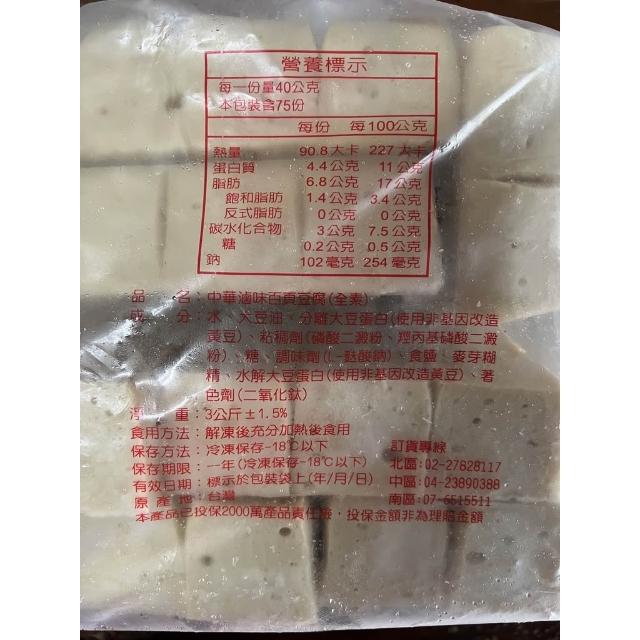 營養標示
每一份量40公克
本包裝含75份
每份 每100公克
熱量 90.8大卡 227大卡
蛋白質 4.4公克 11公克
脂肪 6.8公克 17公克
飽和脂肪 1.4公克 3.4公克
反式脂肪 0公克 0公克
碳水化合物 3公克 7.5公克
糖 0.2公克 0.5公克
鈉 102毫克 254毫克
品 名:中華滷味百頁豆腐(全素)
成 分:水、大豆油、分離大豆蛋白(使用非基因改造
黃豆)、粘稠劑(磷酸二澱粉、羥丙基磷酸二澱
粉)、糖、調味劑(L-麩酸鈉)、食鹽、麥芽糊
精、水解大豆蛋白(使用非基因改造黃豆)、著
色劑(二氧化鈦)
淨 重:3公斤±1.5%
食用方法:解凍後充分加熱後食用
保存方法:冷凍保存-18℃以下 訂貨專線
保存期限:一年(冷凍保存-18℃以下) 北區:02-27828117
有效日期:標示於包裝袋上(年/月/日) 中區:04-23890388
原 產 地:台灣 南區:07-6515511
本產品已投保2000萬產品責任險，投保金額非為理賠金額